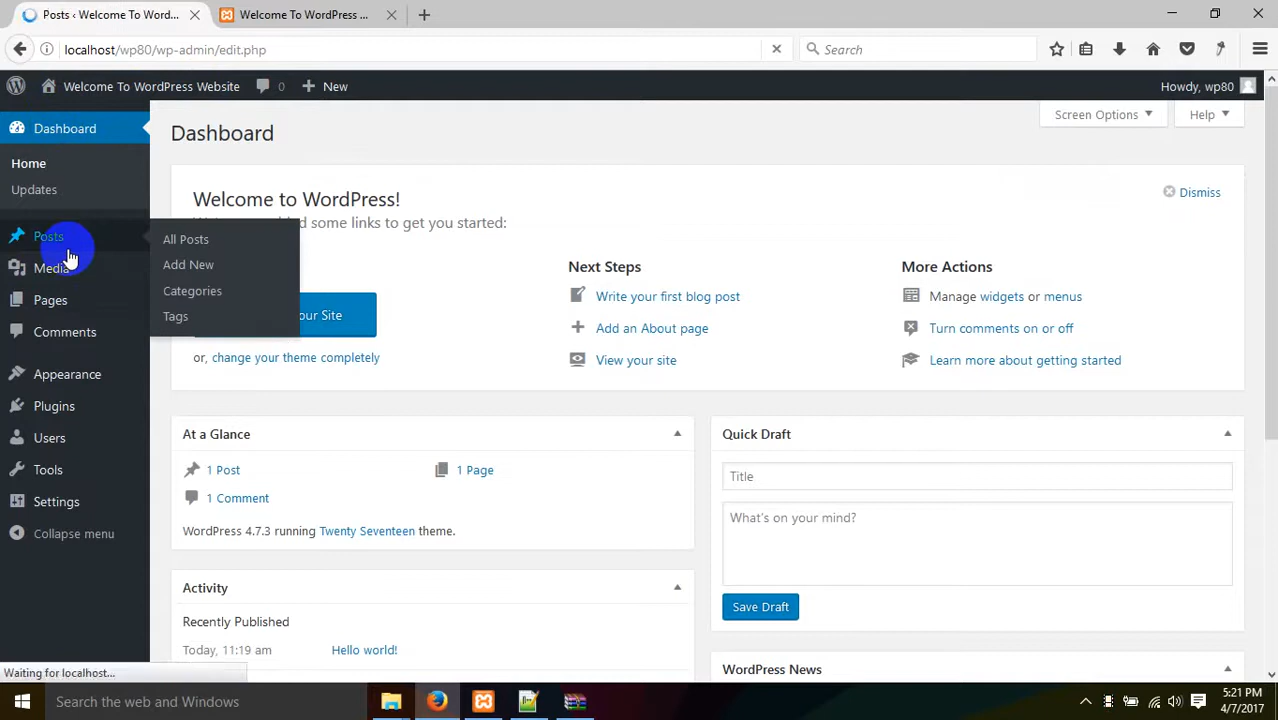 Posts ‹ Welcome To Word...
Welcome To WordPress ...
localhost/wp80/wp-admin/edit.php
Search
Welcome To WordPress Website
0
New
Howdy, wp80
Dashboard
Home
Updates
Posts
Media
Pages
Comments
Appearance
Plugins
Users
Tools
Settings
Collapse menu
All Posts
Add New
Categories
Tags
Dashboard
Screen Options
Help
Welcome to WordPress!
Dismiss
d some links to get you started:
our Site
or, change your theme completely
Next Steps
Write your first blog post
Add an About page
View your site
More Actions
Manage widgets or menus
Turn comments on or off
Learn more about getting started
At a Glance
1 Post
1 Page
1 Comment
WordPress 4.7.3 running Twenty Seventeen theme.
Activity
Recently Published
Today, 11:19 am
Hello world!
Quick Draft
Title
What's on your mind?
Save Draft
WordPress News
Waiting for localhost...
Search the web and Windows
5:21 PM
4/7/2017